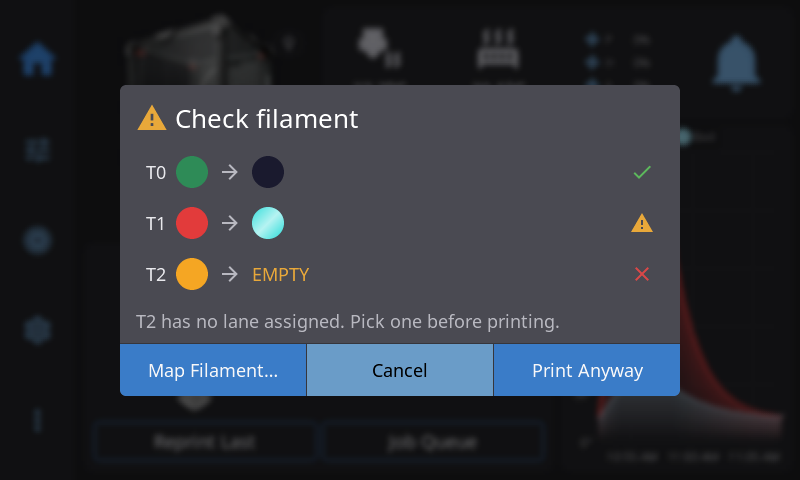 Check filament
T0
T1
T2 EMPTY
T2 has no lane assigned. Pick one before printing.
Map Filament... Cancel Print Anyway
Reprint Last Job Queue